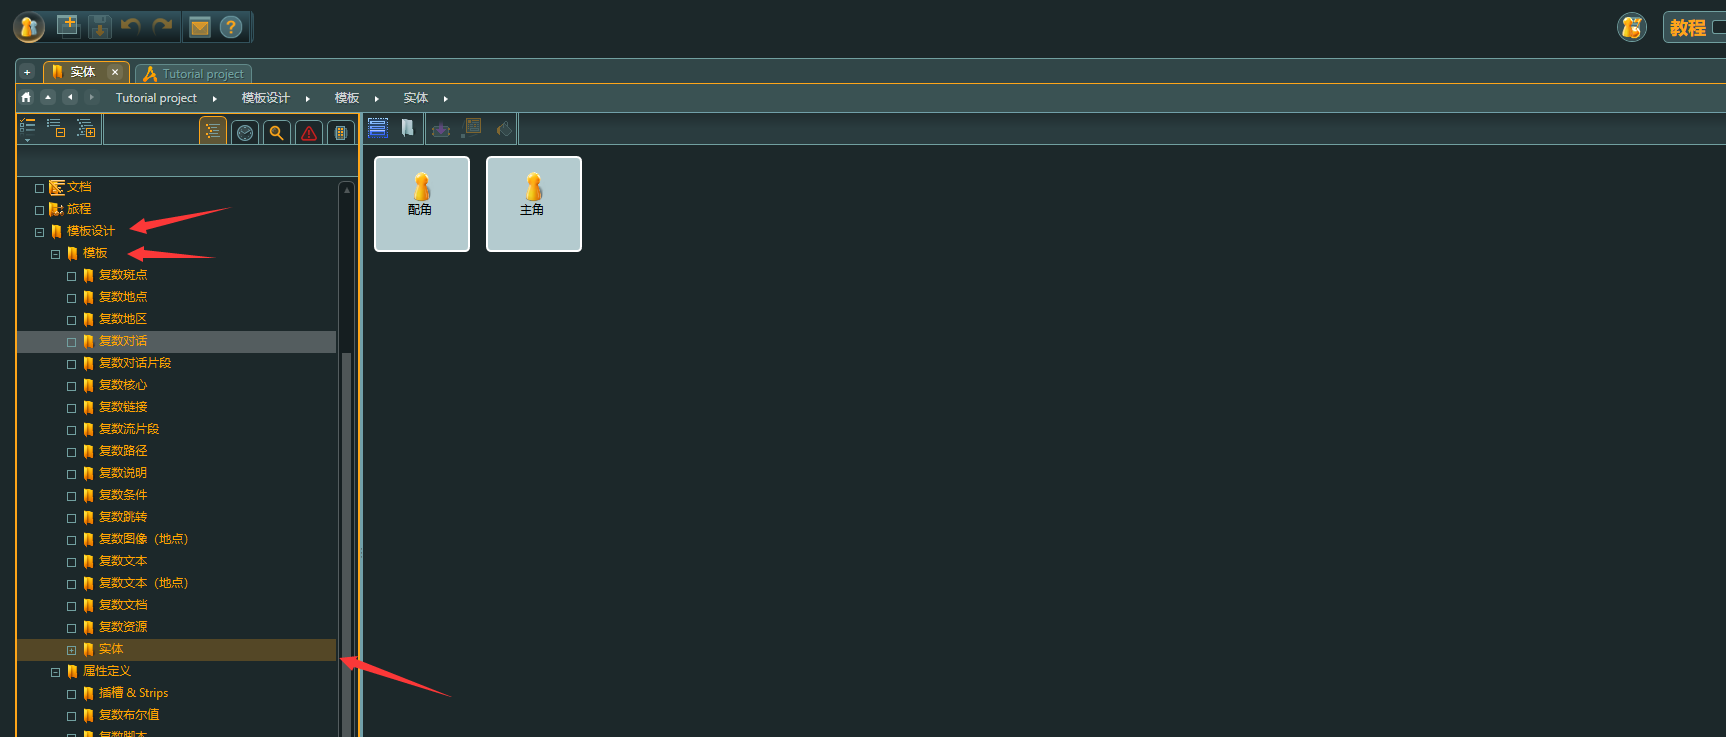 教程
实体
Tutorial project
Tutorial project
模板设计
模板
实体
文档
旅程
模板设计
模板
复数斑点
复数地点
复数地区
复数对话
复数对话片段
复数核心
复数链接
复数流片段
复数路径
复数说明
复数条件
复数跳转
复数图像（地点）
复数文本
复数文本（地点）
复数文档
复数资源
实体
属性定义
插槽 & Strips
复数布尔值
复数脚本
配角
主角